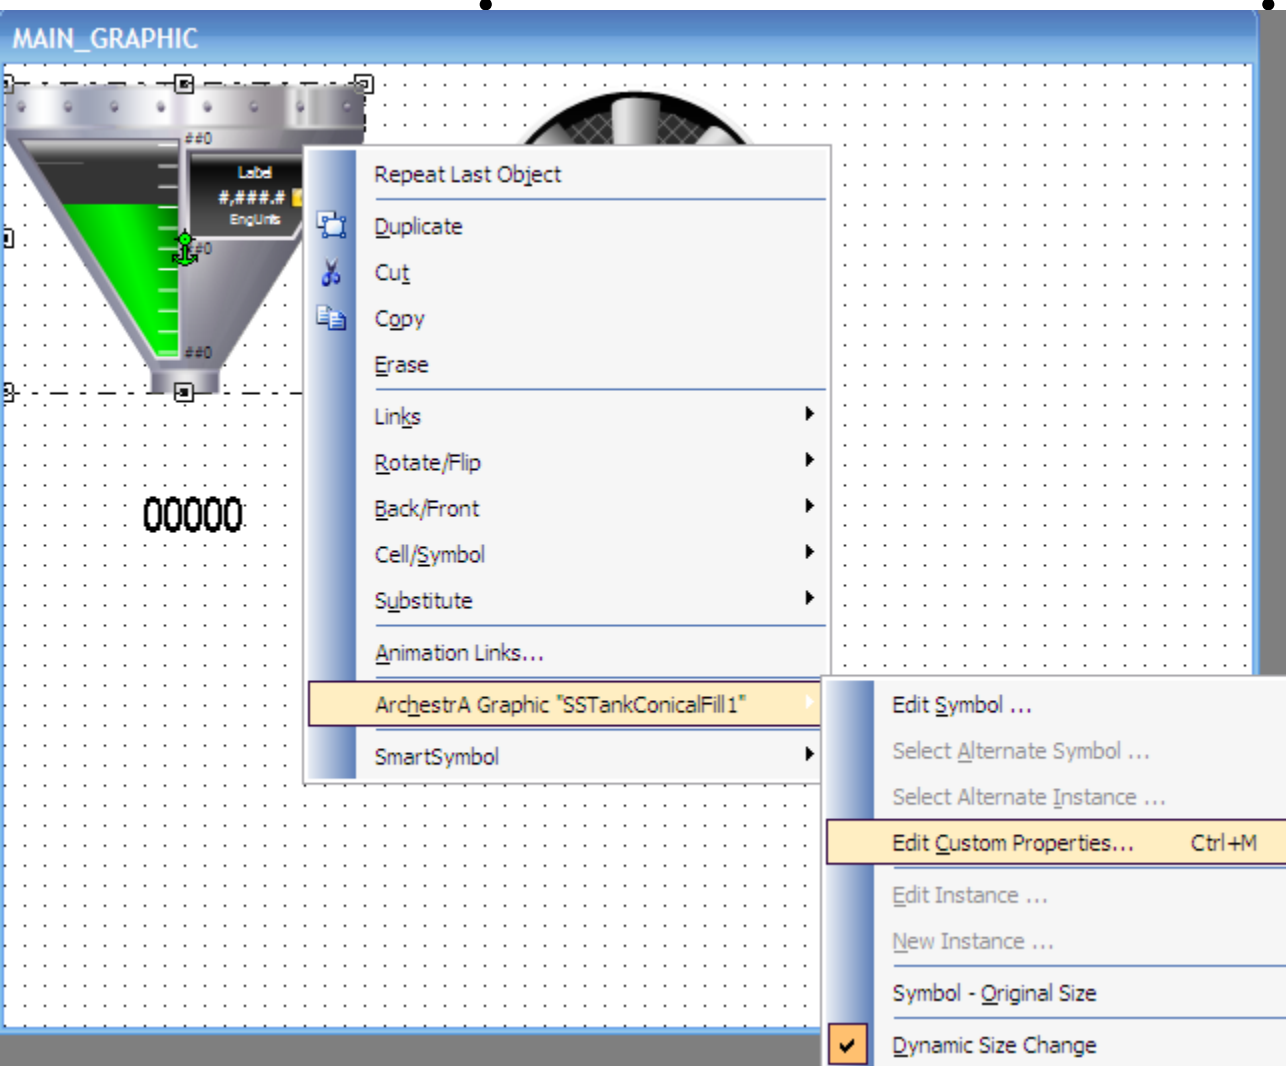 MAIN_GRAPHIC
##0
Label
#,###.#
EngUnits
##0
##0
00000
Repeat Last Object
Duplicate
Cut
Copy
Erase
Links
Rotate/Flip
Back/Front
Cell/Symbol
Substitute
Animation Links...
ArchestrA Graphic "SSTankConicalFill1"
SmartSymbol
Edit Symbol ...
Select Alternate Symbol ...
Select Alternate Instance ...
Edit Custom Properties... Ctrl+M
Edit Instance ...
New Instance ...
Symbol - Original Size
Dynamic Size Change